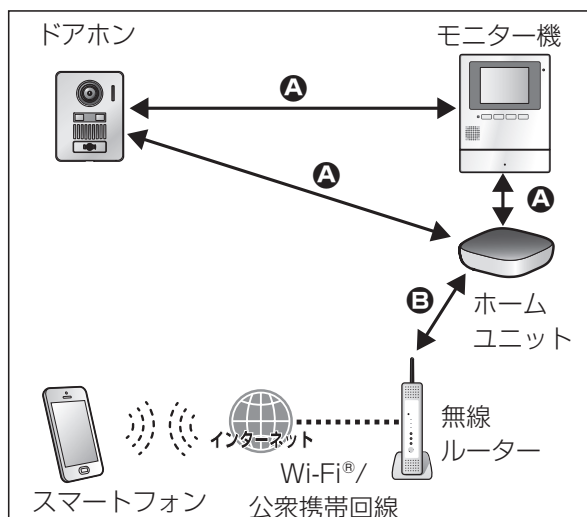 ドアホン
モニター機
A
A
A
B
ホーム
ユニット
インターネット
無線
ルーター
Wi-Fi®/
公衆携帯回線
スマートフォン